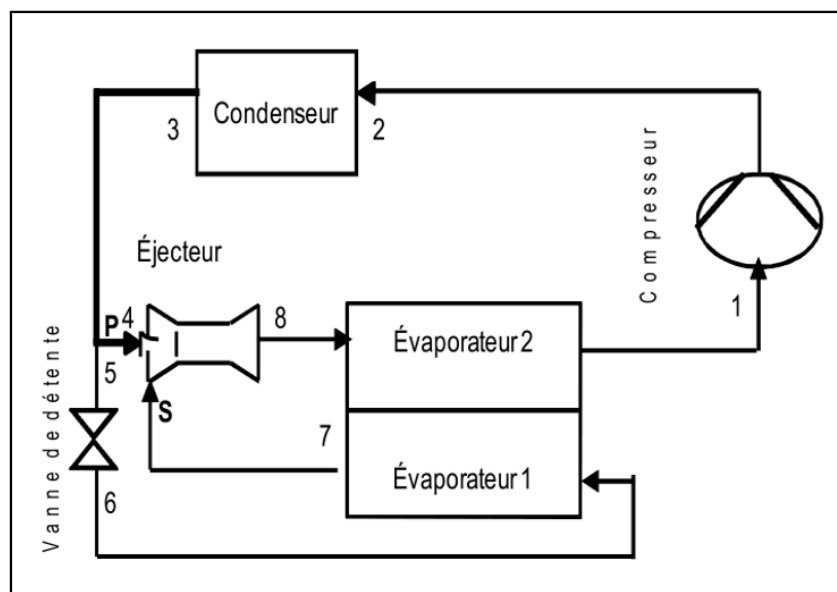 Condenseur
3
2
Compresseur
Éjecteur
1
4
8
P
5
Évaporateur 2
Vanne de détente
S
7
Évaporateur 1
6